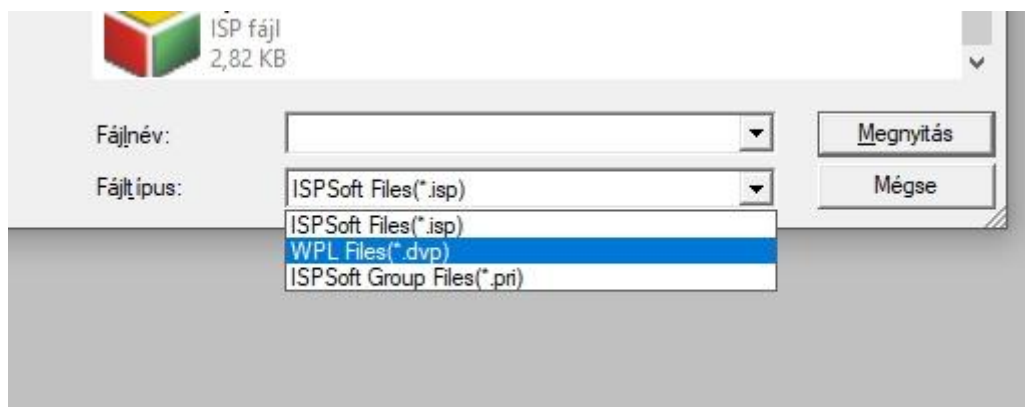 ISP fájl
2,82 KB
Fájlnév:
Megnyitás
Fájltípus:
ISPSoft Files(*.isp)
Mégse
ISPSoft Files(*.isp)
WPL Files(*.dvp)
ISPSoft Group Files(*.pri)